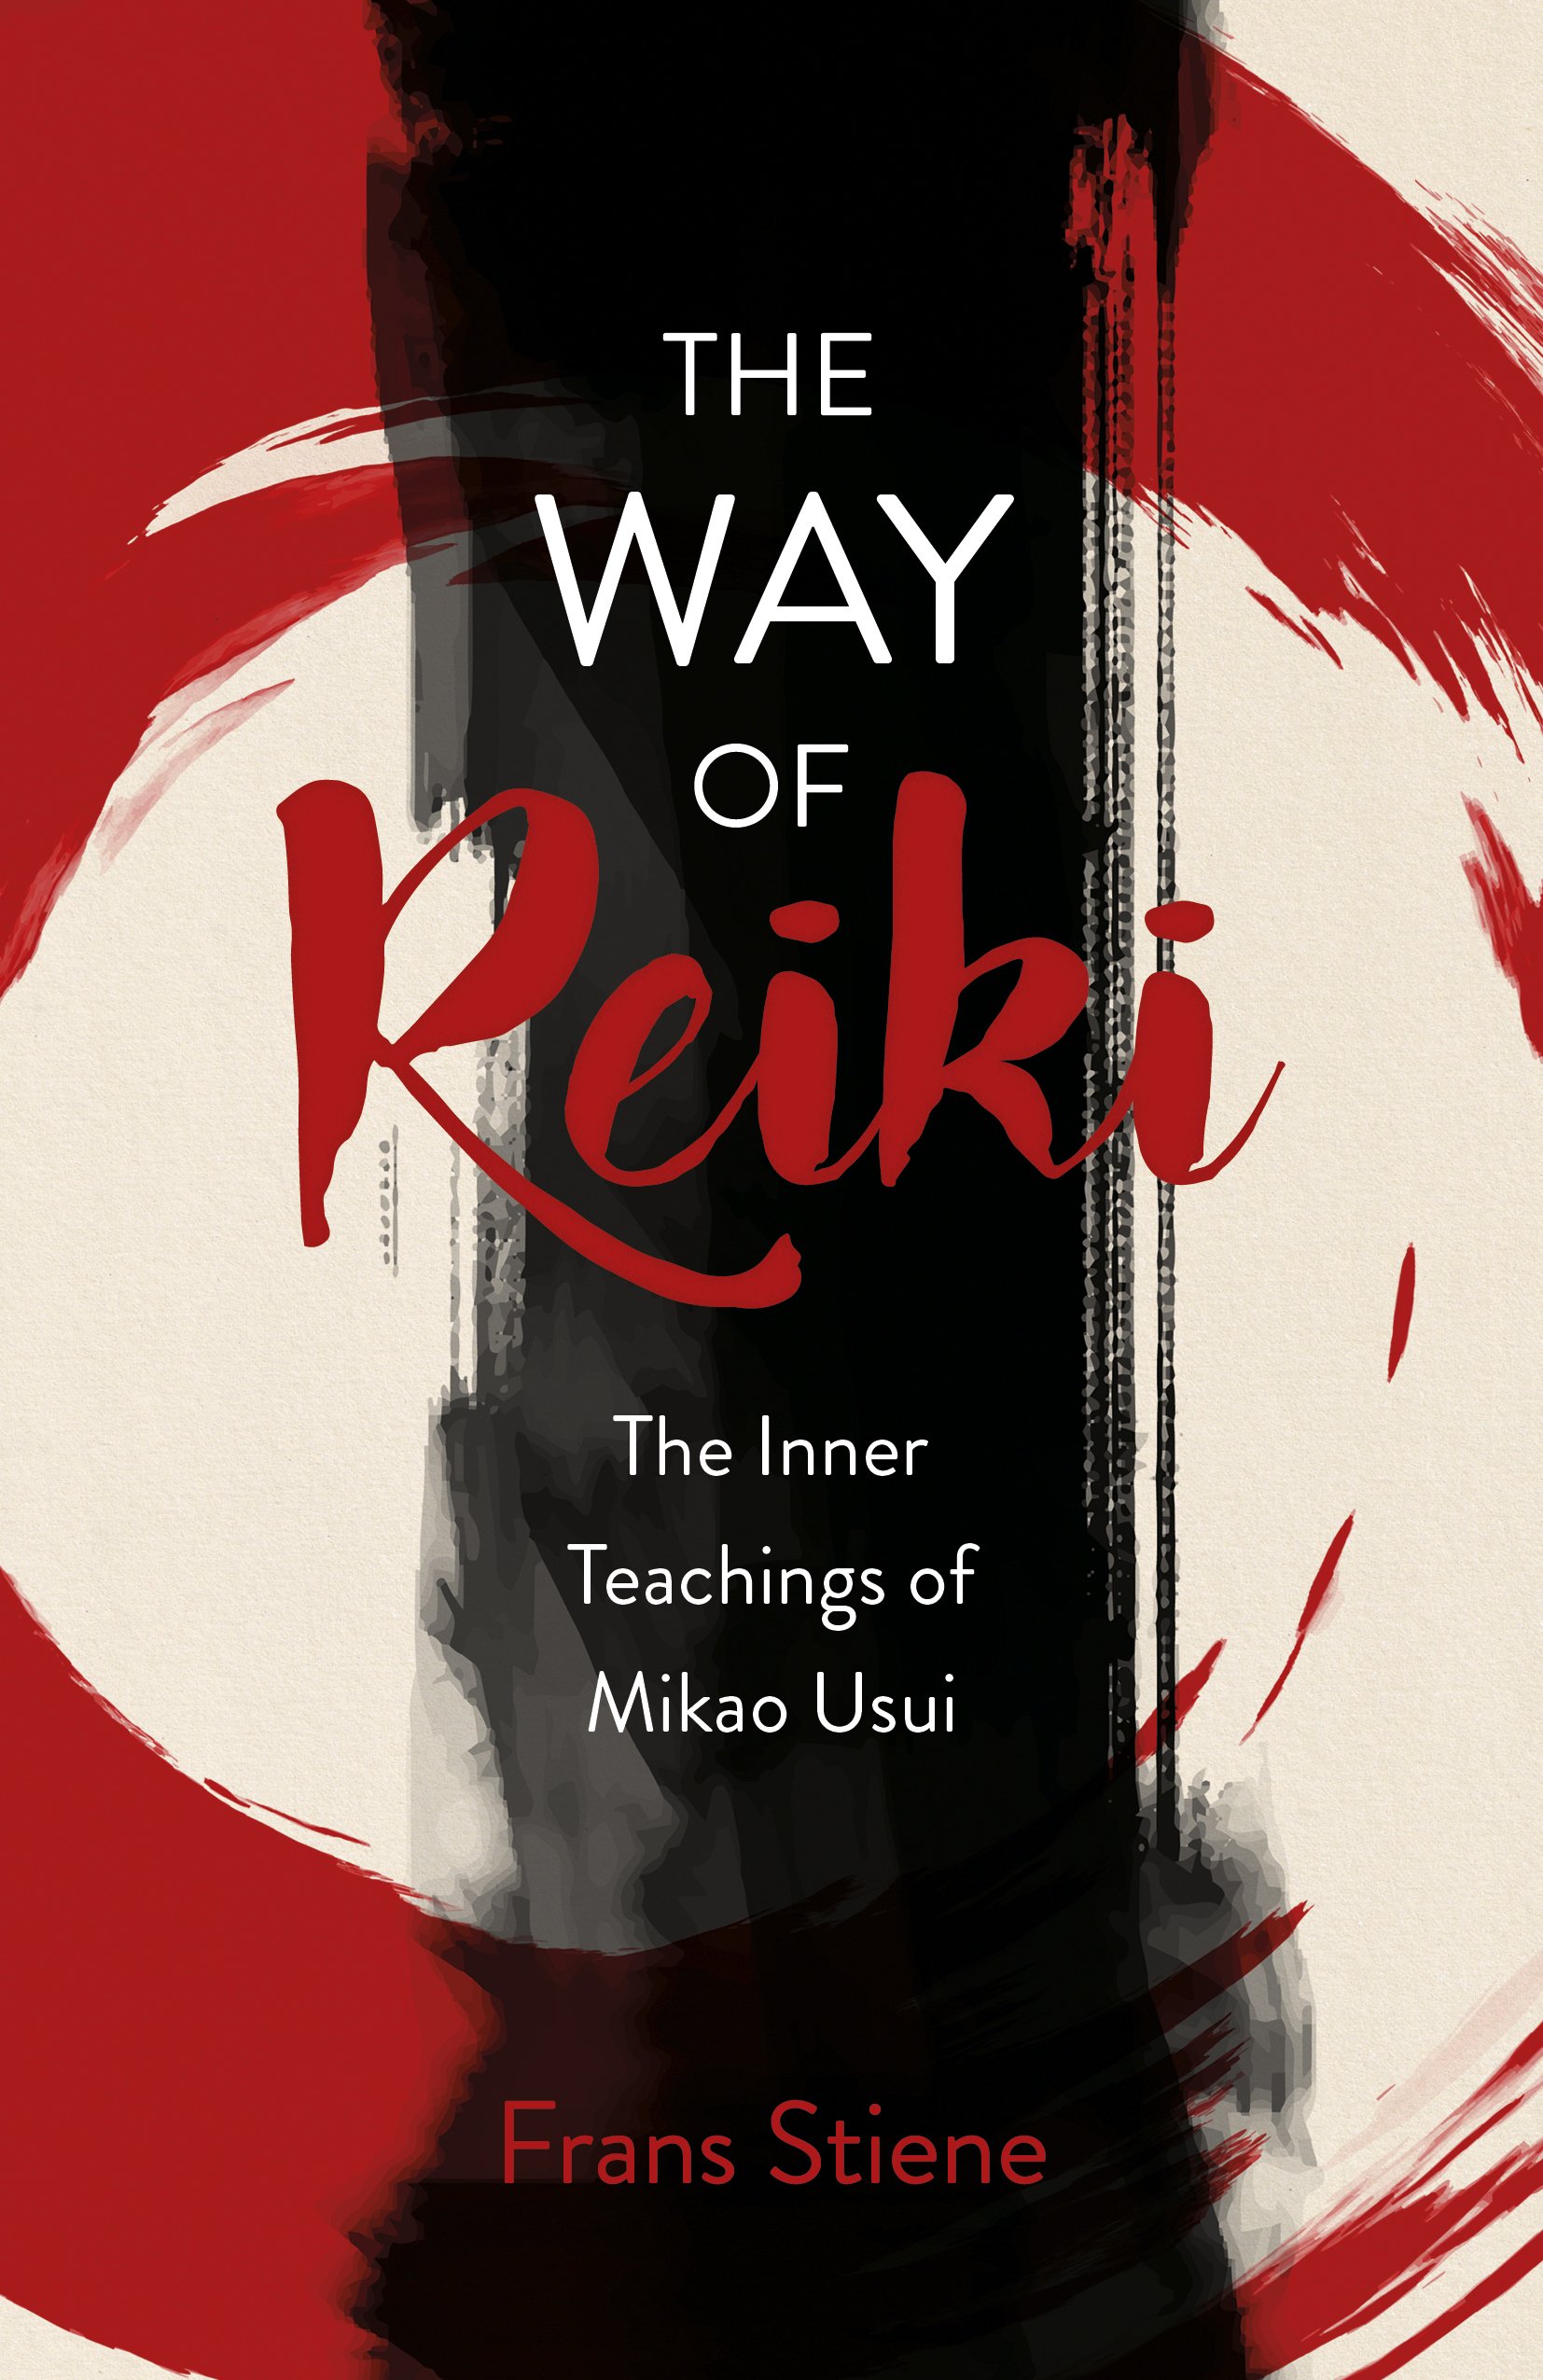 THE
WAY
OF
Reiki
The Inner
Teachings of
Mikao Usui
Frans Stiene